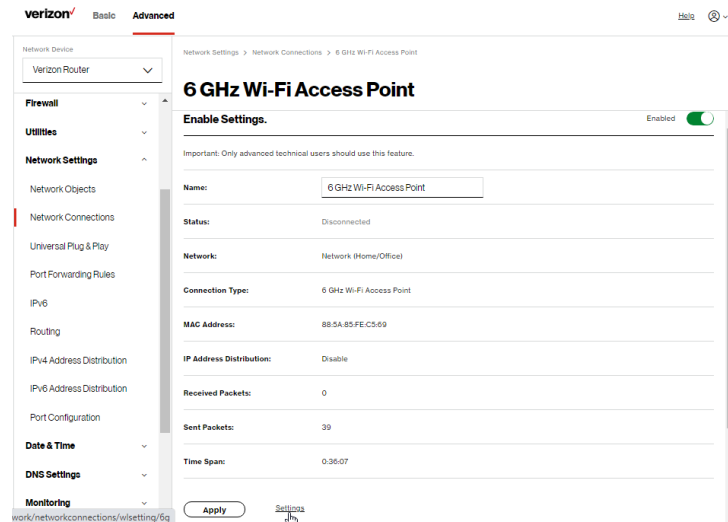 verizon Basic Advanced Help
Network Device
Verizon Router
Firewall
Utilities
Network Settings
Network Objects
Network Connections
Universal Plug & Play
Port Forwarding Rules
IPv6
Routing
IPv4 Address Distribution
IPv6 Address Distribution
Port Configuration
Date & Time
DNS Settings
Monitoring
work/networkconnections/wlsetting/6g
Network Settings > Network Connections > 6 GHz Wi-Fi Access Point
6 GHz Wi-Fi Access Point
Enable Settings. Enabled
Important: Only advanced technical users should use this feature.
Name: 6 GHz Wi-Fi Access Point
Status: Disconnected
Network: Network (Home/Office)
Connection Type: 6 GHz Wi-Fi Access Point
MAC Address: 88:5A:85:FE:C5:69
IP Address Distribution: Disable
Received Packets: 0
Sent Packets: 39
Time Span: 0:36:07
Apply Settings